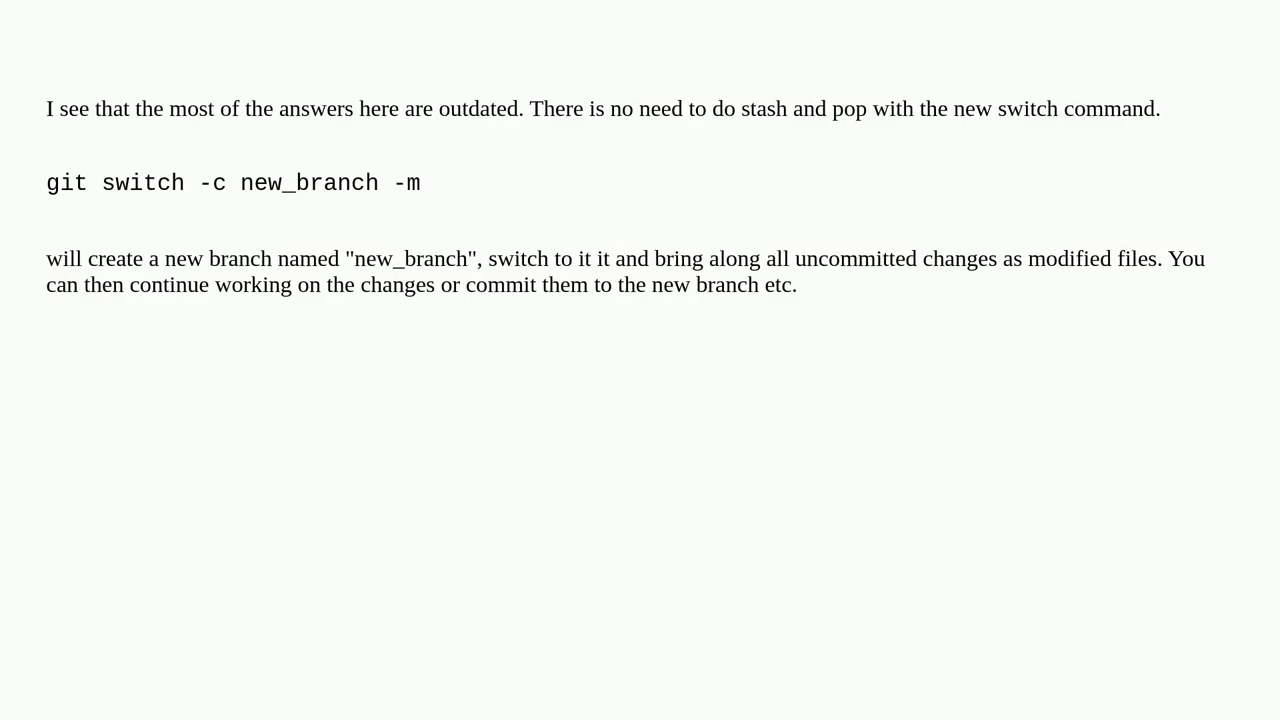 I see that the most of the answers here are outdated. There is no need to do stash and pop with the new switch command.
git switch -c new_branch -m
will create a new branch named "new_branch", switch to it it and bring along all uncommitted changes as modified files. You
can then continue working on the changes or commit them to the new branch etc.